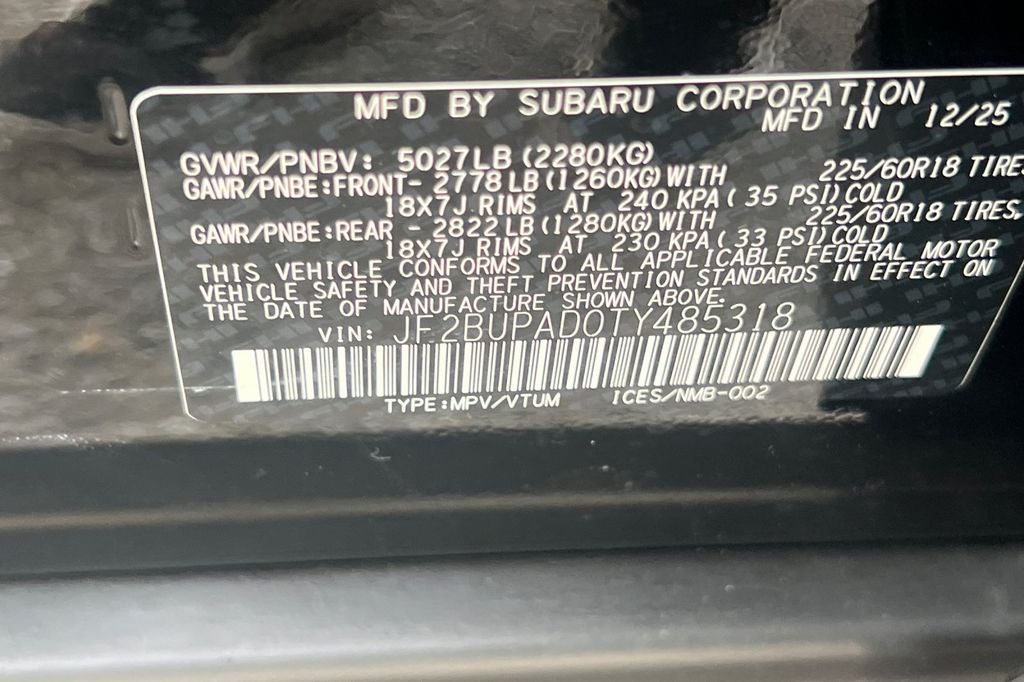 MFD BY SUBARU CORPORATION
MFD IN 12/25
GVWR/PNBV: 5027LB (2280KG)
GAWR/PNBE:FRONT- 2778 LB (1260KG) WITH 225/60R18 TIRES,
18X7J RIMS AT 240 KPA ( 35 PSI) COLD
GAWR/PNBE:REAR - 2822 LB (1280KG) WITH 225/60R18 TIRES,
18X7J RIMS AT 230 KPA ( 33 PSI) COLD
THIS VEHICLE CONFORMS TO ALL APPLICABLE FEDERAL MOTOR
VEHICLE SAFETY AND THEFT PREVENTION STANDARDS IN EFFECT ON
THE DATE OF MANUFACTURE SHOWN ABOVE.
VIN: JF2BUPAD0TY485318
TYPE:MPV/VTUM ICES/NMB-002